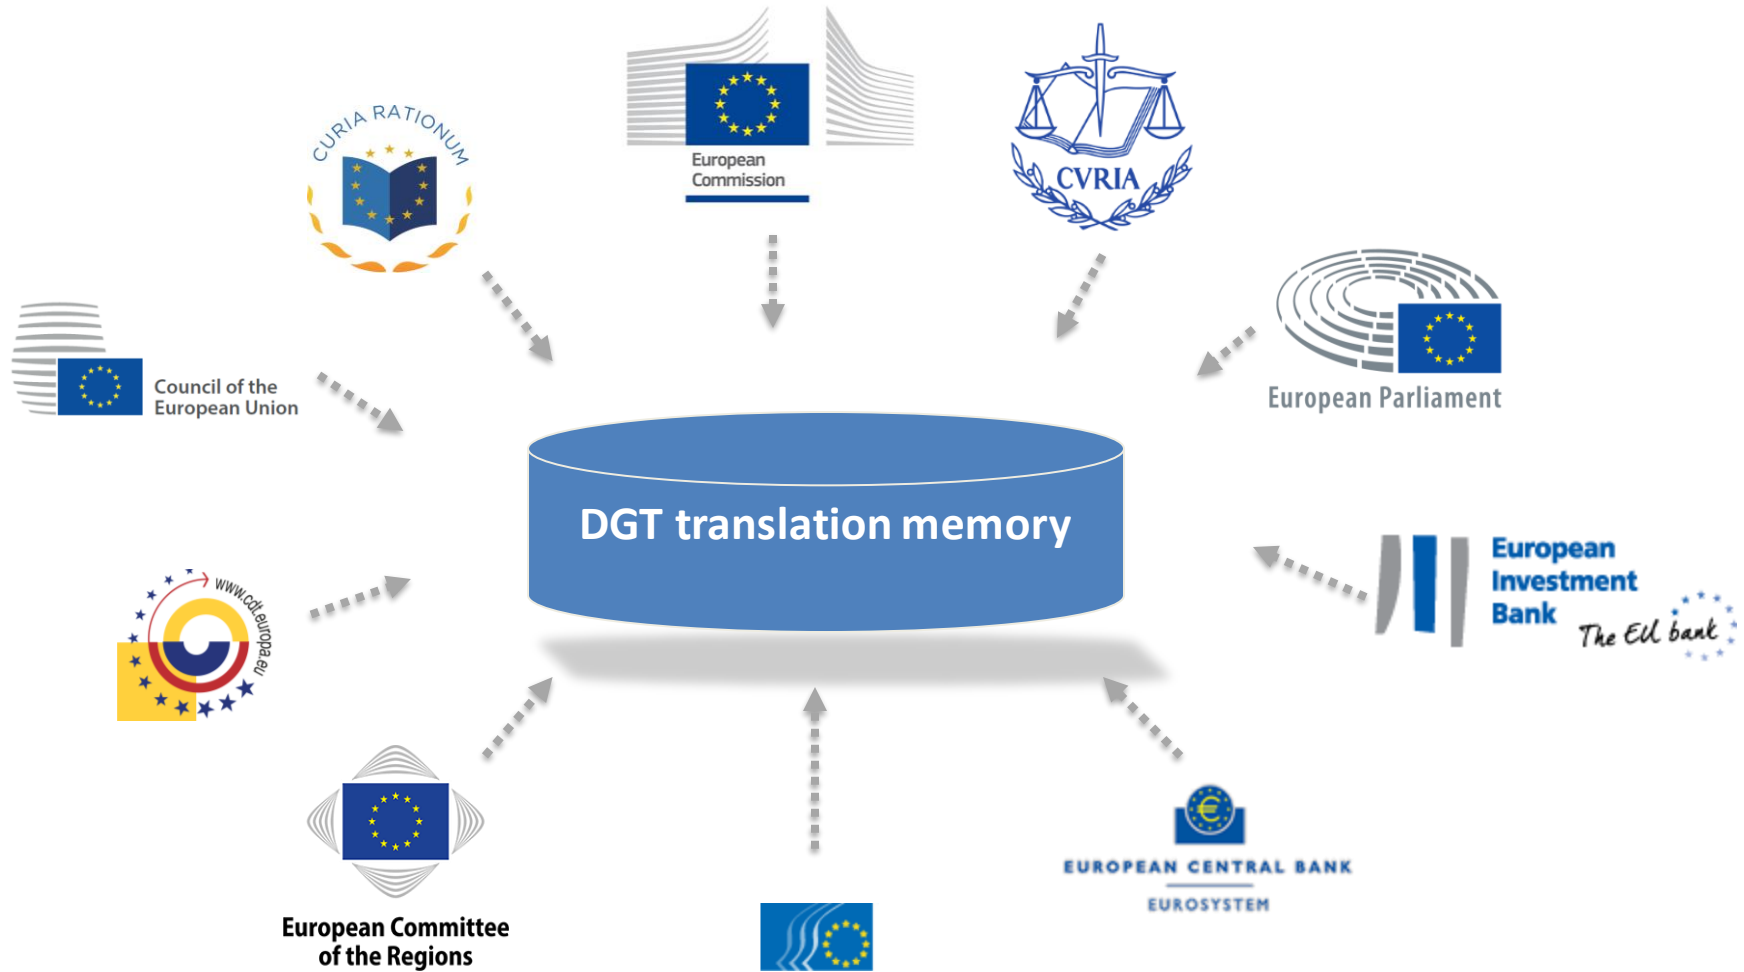 CURIA RATIONUM
European
Commission
CVRIA
European Parliament
Council of the
European Union
DGT translation memory
European
Investment
Bank
The EU bank
www.cdt.europa.eu
European Committee
of the Regions
€
EUROPEAN CENTRAL BANK
EUROSYSTEM